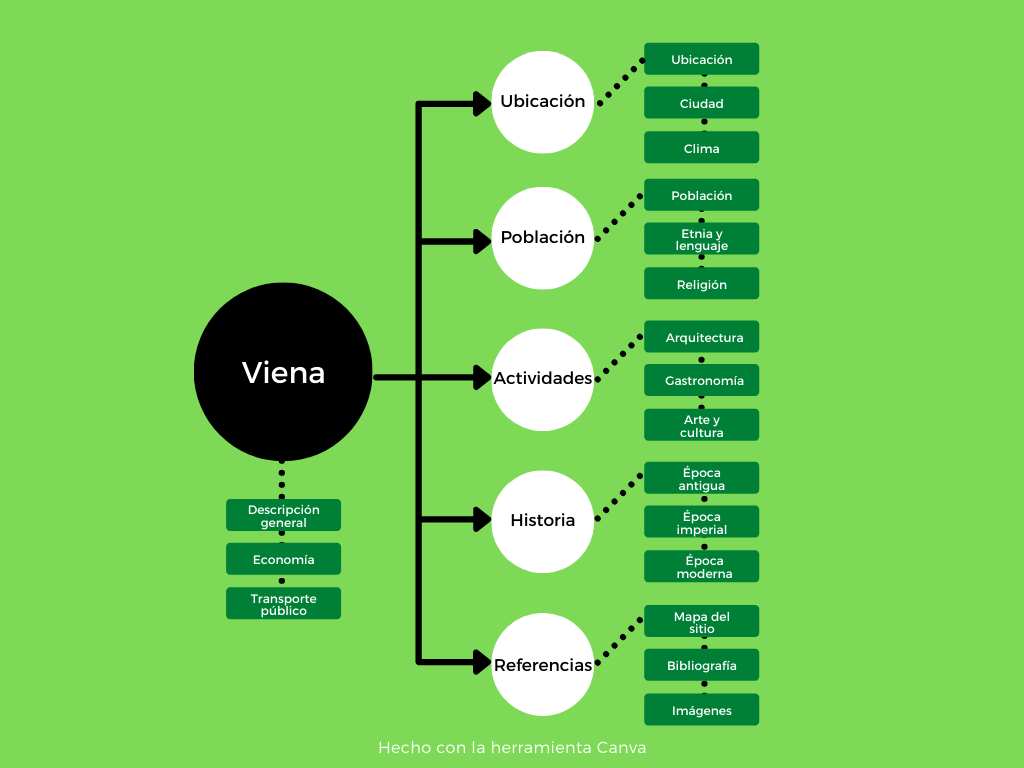 Viena
Descripción
general
Economía
Transporte
público
Ubicación
Ubicación
Ciudad
Clima
Población
Población
Etnia y
lenguaje
Religión
Actividades
Arquitectura
Gastronomía
Arte y
cultura
Historia
Época
antigua
Época
imperial
Época
moderna
Referencias
Mapa del
sitio
Bibliografía
Imágenes
Hecho con la herramienta Canva